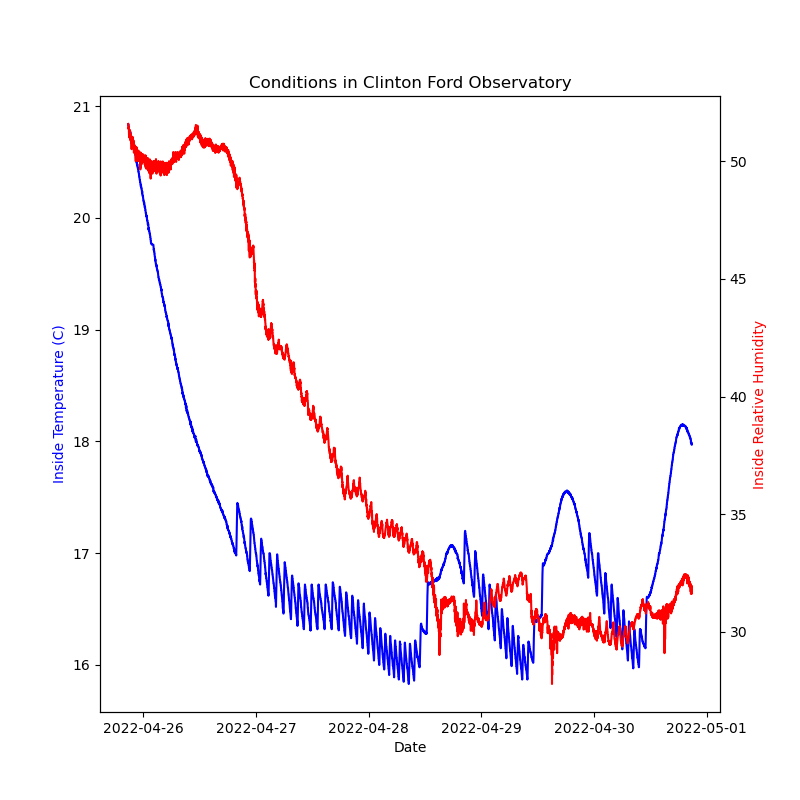 Conditions in Clinton Ford Observatory
21
20
19
18
17
16
Inside Temperature (C)
50
45
40
35
30
Inside Relative Humidity
2022-04-26 2022-04-27 2022-04-28 2022-04-29 2022-04-30 2022-05-01
Date